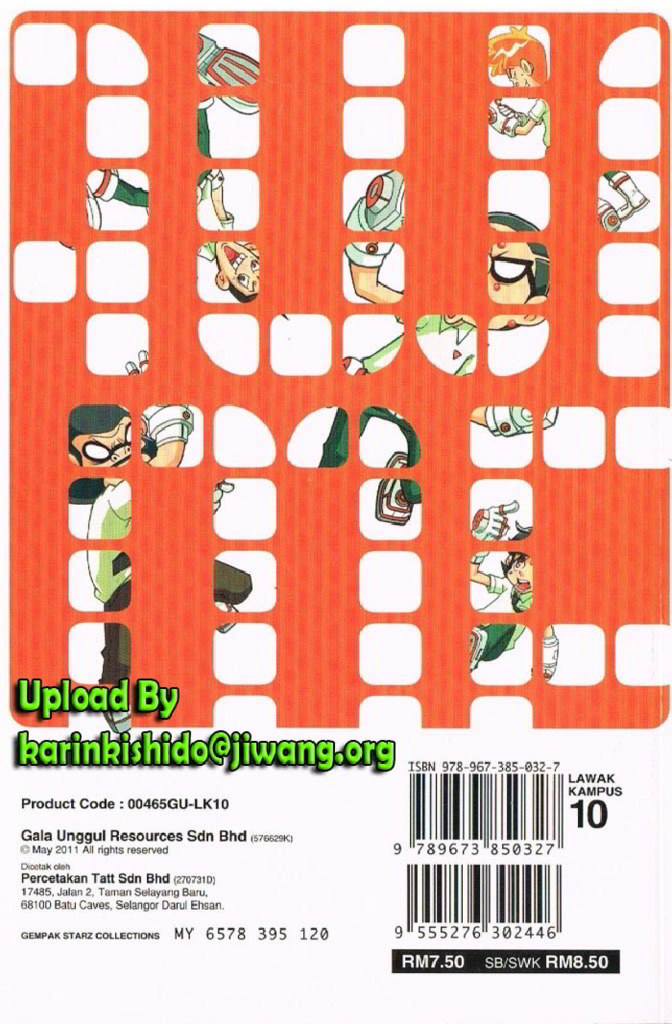 Upload By
karinkishido@jiwang.org
ISBN 978-967-385-032-7
LAWAK
KAMPUS
10
9 789673 850327
Product Code : 00465GU-LK10
Gala Unggul Resources Sdn Bhd (576629K)
© May 2011 All rights reserved
Dicetak oleh
Percetakan Tatt Sdn Bhd (270731D)
17485, Jalan 2, Taman Selayang Baru,
68100 Batu Caves, Selangor Darul Ehsan.
GEMPAK STARZ COLLECTIONS MY 6578 395 120
9 555276 302446
RM7.50 SB/SWK RM8.50